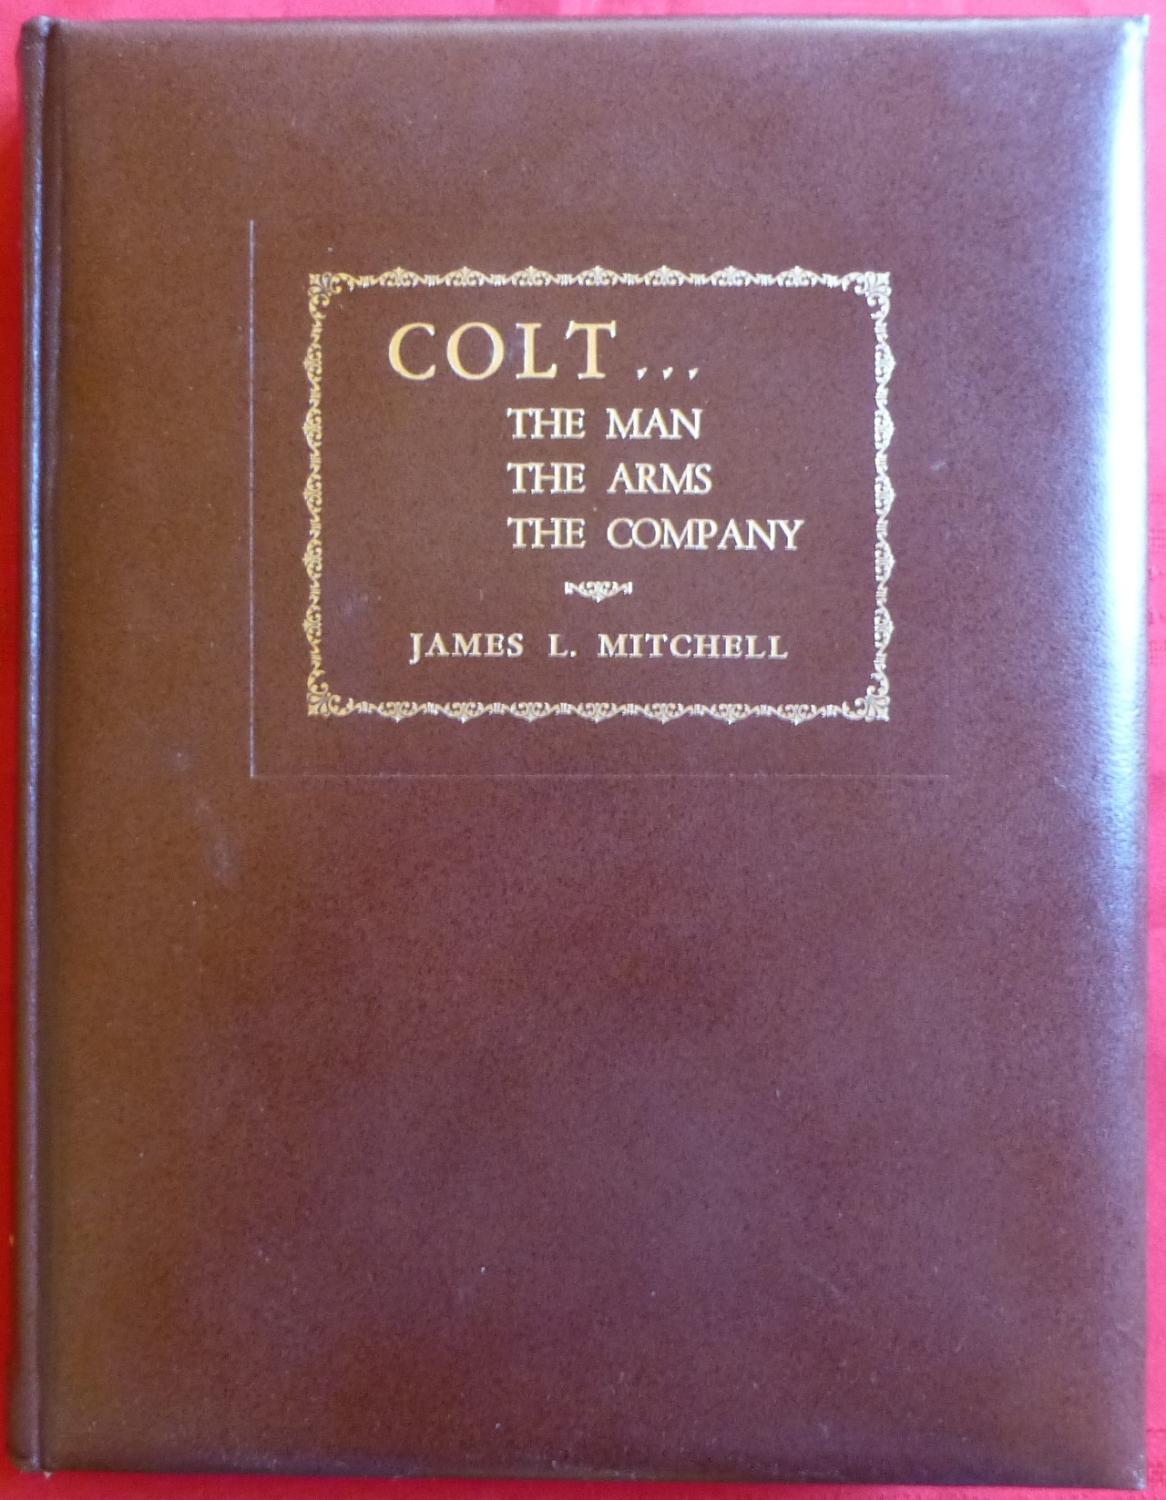 COLT...
THE MAN
THE ARMS
THE COMPANY
JAMES L. MITCHELL